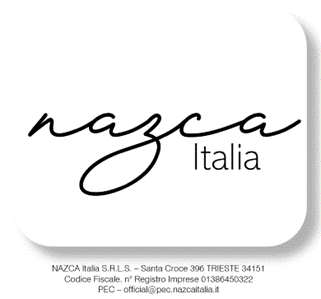 nazca
Italia
NAZCA Italia S.R.L.S. – Santa Croce 396 TRIESTE 34151
Codice Fiscale. n° Registro Imprese 01386450322
PEC – official@pec.nazcaitalia.it